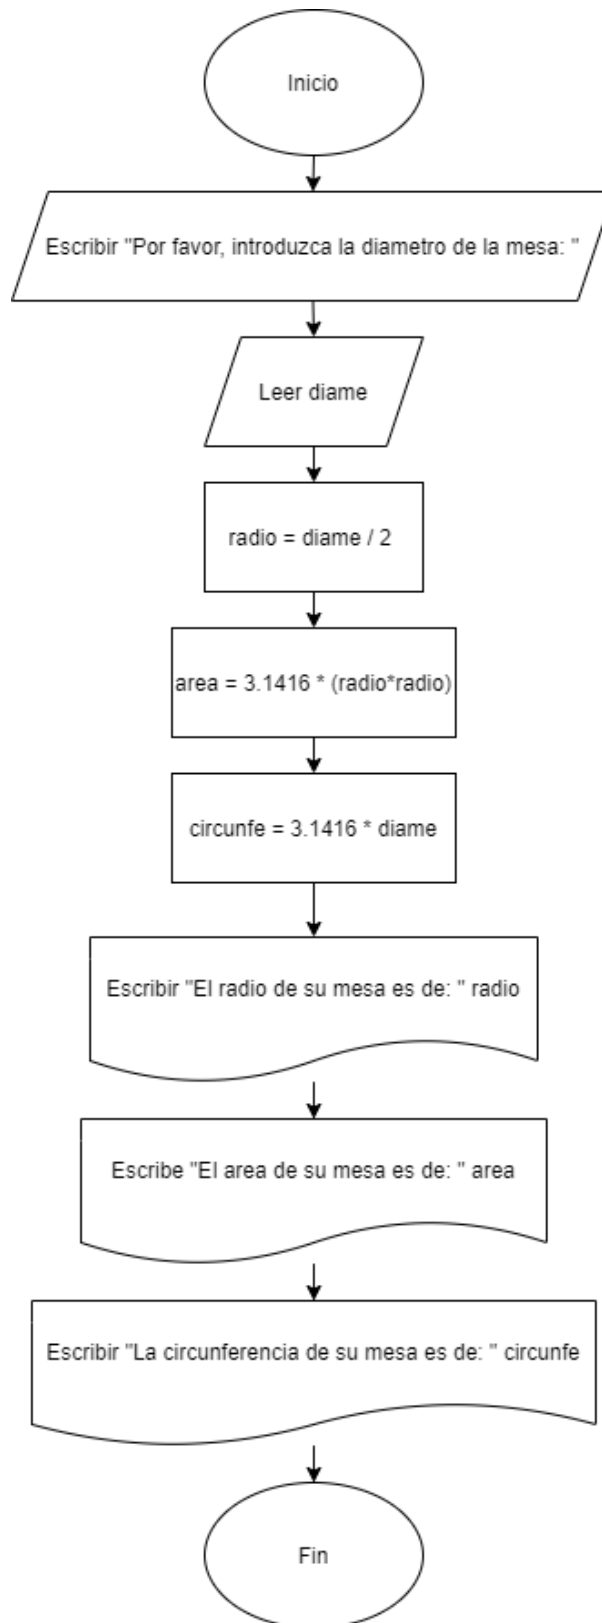 Inicio
Escribir "Por favor, introduzca la diametro de la mesa: "
Leer diame
radio = diame / 2
area = 3.1416 * (radio*radio)
circunfe = 3.1416 * diame
Escribir "El radio de su mesa es de: " radio
Escribe "El area de su mesa es de: " area
Escribir "La circunferencia de su mesa es de: " circunfe
Fin